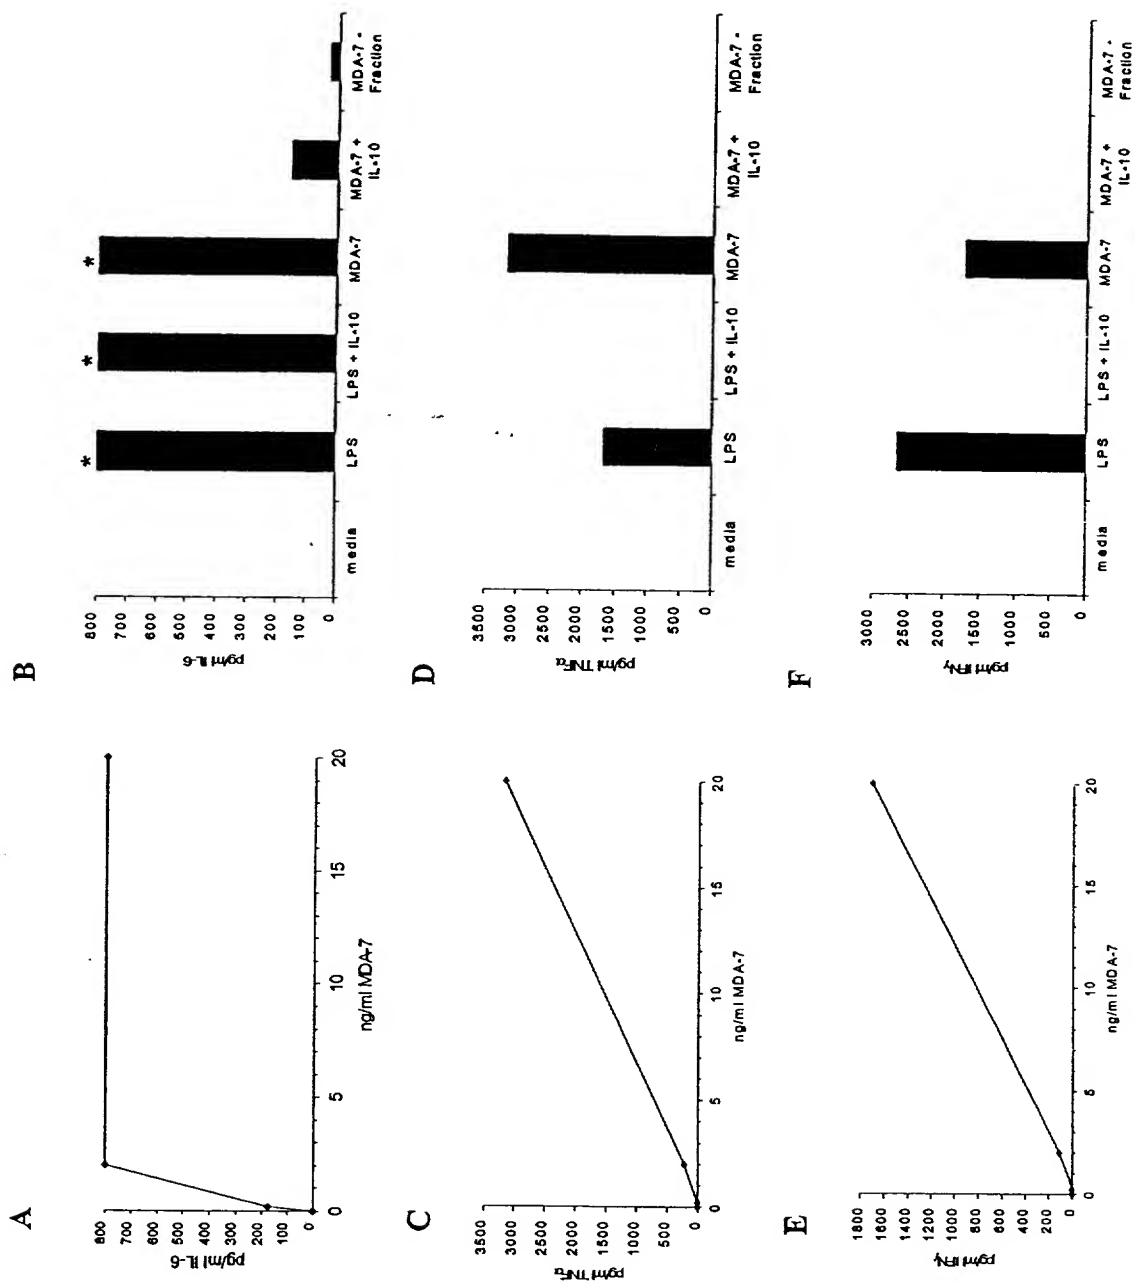 A
800
700
600
500
400
300
200
100
0
pg/ml IL-6
0
5
10
15
20
ng/ml MDA-7
B
800
700
600
500
400
300
200
100
0
pg/ml IL-6
*
*
*
media
LPS
LPS + IL-10
MDA-7
MDA-7 +
IL-10
MDA-7 -
Fraction
C
3500
3000
2500
2000
1500
1000
500
0
pg/ml TNFα
0
5
10
15
20
ng/ml MDA-7
D
3500
3000
2500
2000
1500
1000
500
0
pg/ml TNFα
media
LPS
LPS + IL-10
MDA-7
MDA-7 +
IL-10
MDA-7 -
Fraction
E
1800
1600
1400
1200
1000
800
600
400
200
0
pg/ml IFNγ
0
5
10
15
20
ng/ml MDA-7
F
3000
2500
2000
1500
1000
500
0
pg/ml IFNγ
media
LPS
LPS + IL-10
MDA-7
MDA-7 +
IL-10
MDA-7 -
Fraction